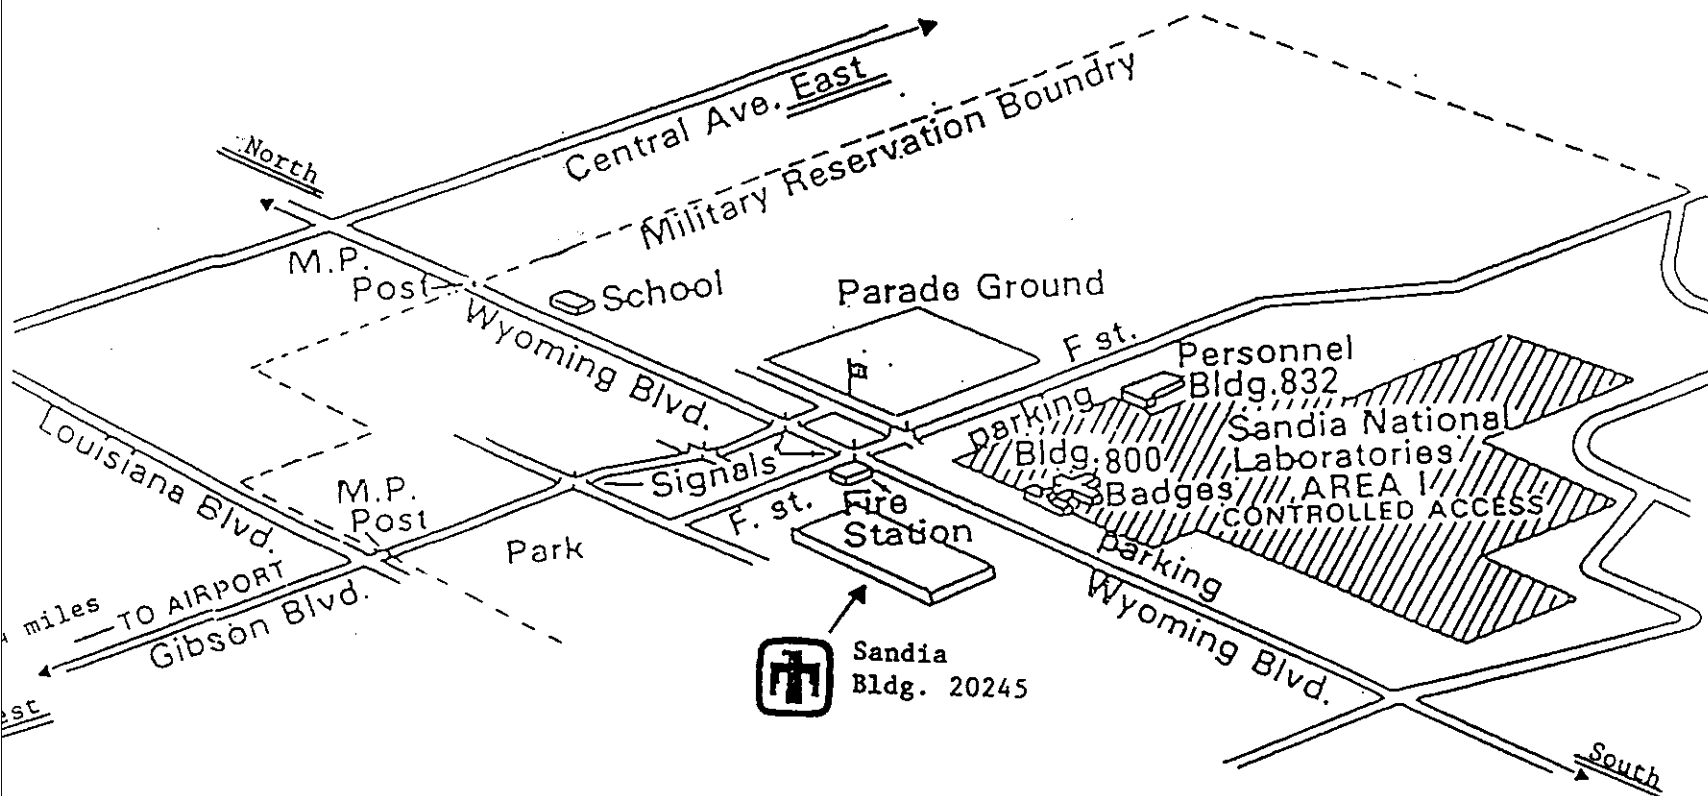 North
Central Ave. East
Military Reservation Boundry
M.P.
Post
School
Parade Ground
Wyoming Blvd.
F st.
Personnel
Bldg.832
parking
Sandia National
Laboratories
AREA I
CONTROLLED ACCESS
Bldg.800
Badges
Louisiana Blvd.
M.P.
Post
Signals
F. st.
Fire
Station
Park
parking
Wyoming Blvd.
miles
TO AIRPORT
Gibson Blvd.
Sandia
Bldg. 20245
South